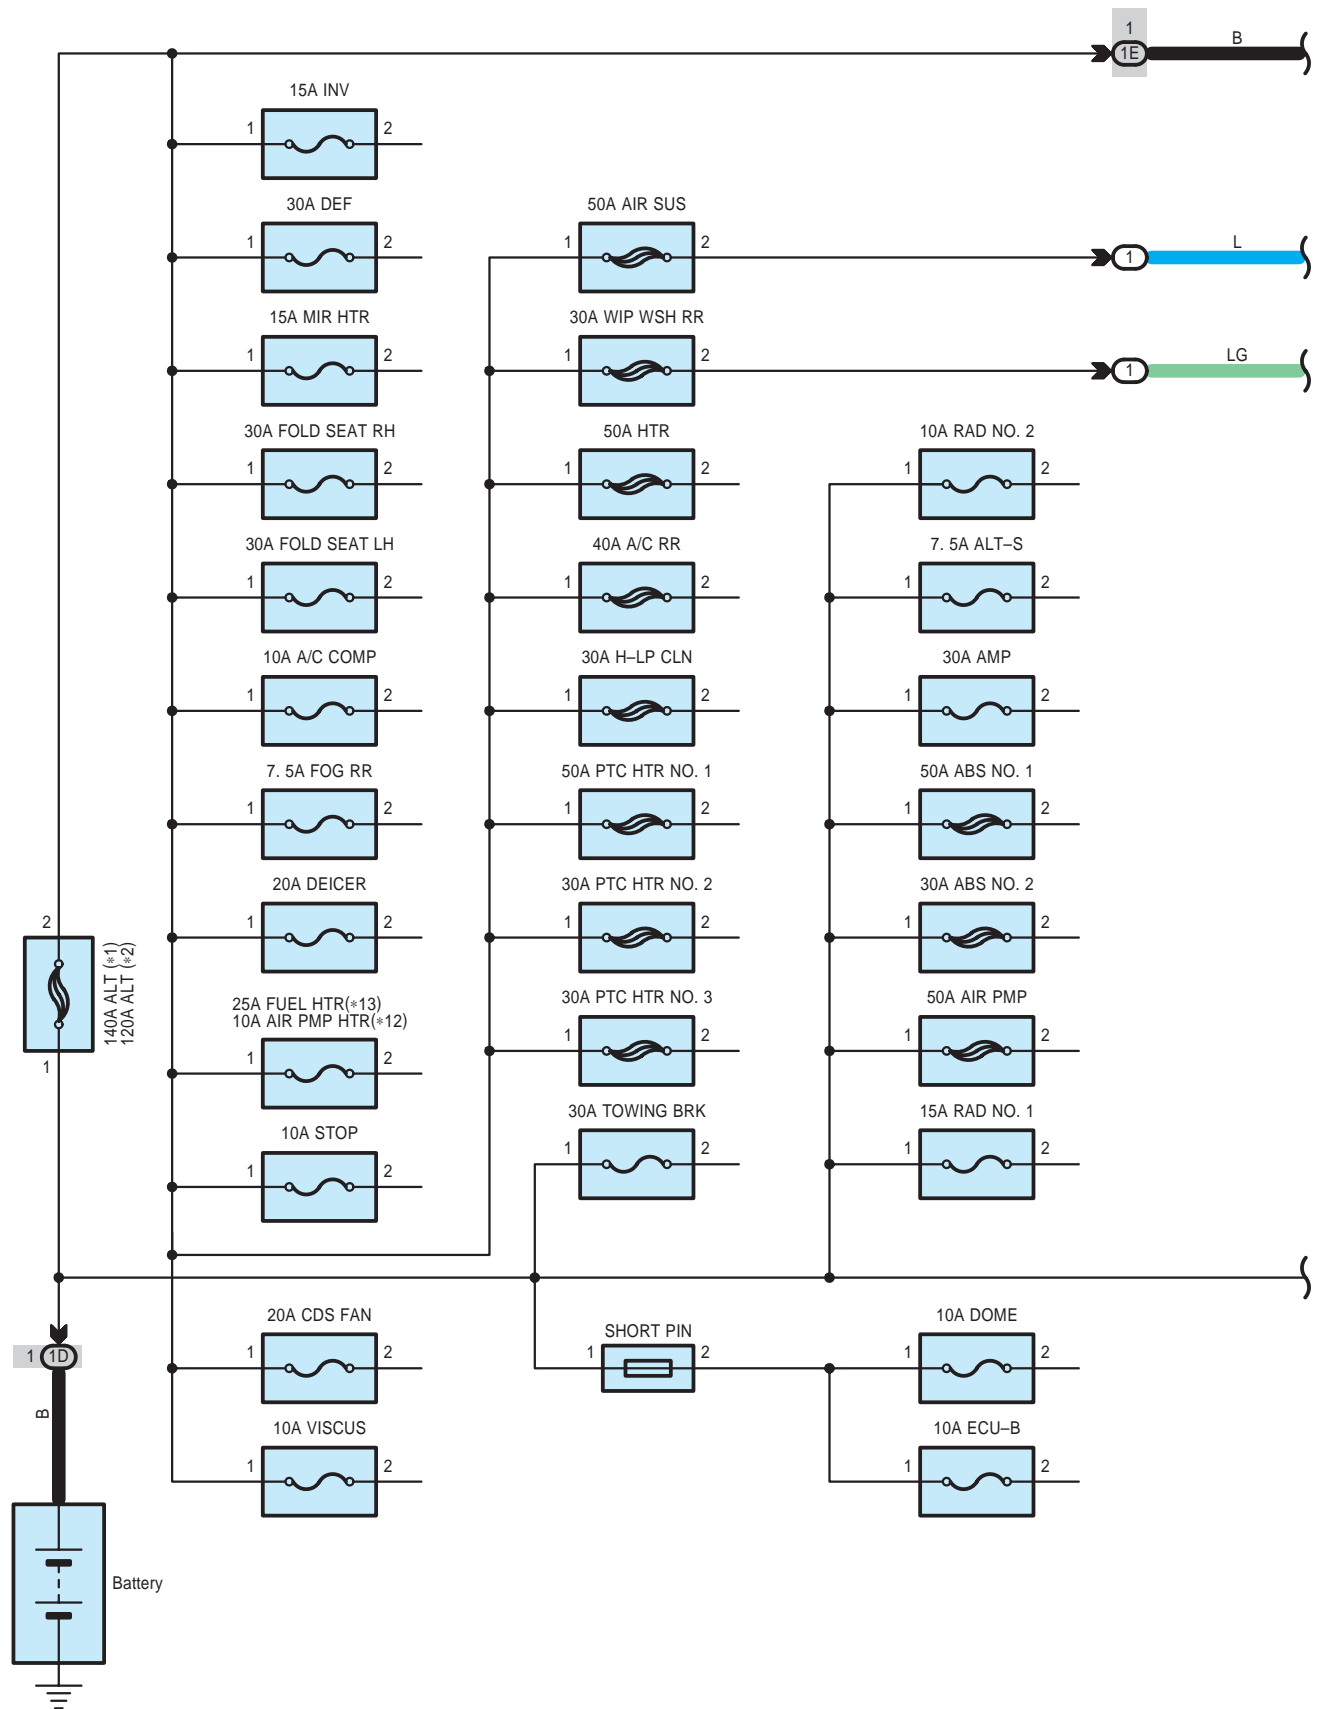 1
1E
B
15A INV
1 2
30A DEF
1 2
50A AIR SUS
1 2
1
L
15A MIR HTR
1 2
30A WIP WSH RR
1 2
1
LG
30A FOLD SEAT RH
1 2
50A HTR
1 2
10A RAD NO. 2
1 2
30A FOLD SEAT LH
1 2
40A A/C RR
1 2
7. 5A ALT–S
1 2
10A A/C COMP
1 2
30A H–LP CLN
1 2
30A AMP
1 2
7. 5A FOG RR
1 2
50A PTC HTR NO. 1
1 2
50A ABS NO. 1
1 2
20A DEICER
1 2
30A PTC HTR NO. 2
1 2
30A ABS NO. 2
1 2
2
140A ALT (*1)
120A ALT (*2)
1
25A FUEL HTR(*13)
10A AIR PMP HTR(*12)
1 2
30A PTC HTR NO. 3
1 2
50A AIR PMP
1 2
10A STOP
1 2
30A TOWING BRK
1 2
15A RAD NO. 1
1 2
20A CDS FAN
1 2
SHORT PIN
1 2
10A DOME
1 2
1 1D
B
10A VISCUS
1 2
10A ECU–B
1 2
Battery